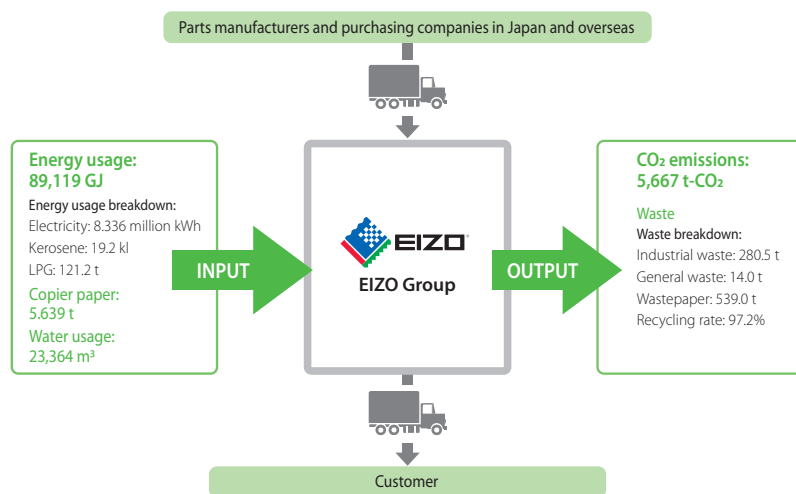 Parts manufacturers and purchasing companies in Japan and overseas
Energy usage:
89,119 GJ
Energy usage breakdown:
Electricity: 8.336 million kWh
Kerosene: 19.2 kl
LPG: 121.2 t
Copier paper:
5.639 t
Water usage:
23,364 m³
INPUT
EIZO®
EIZO Group
OUTPUT
CO₂ emissions:
5,667 t-CO₂
Waste
Waste breakdown:
Industrial waste: 280.5 t
General waste: 14.0 t
Wastepaper: 539.0 t
Recycling rate: 97.2%
Customer